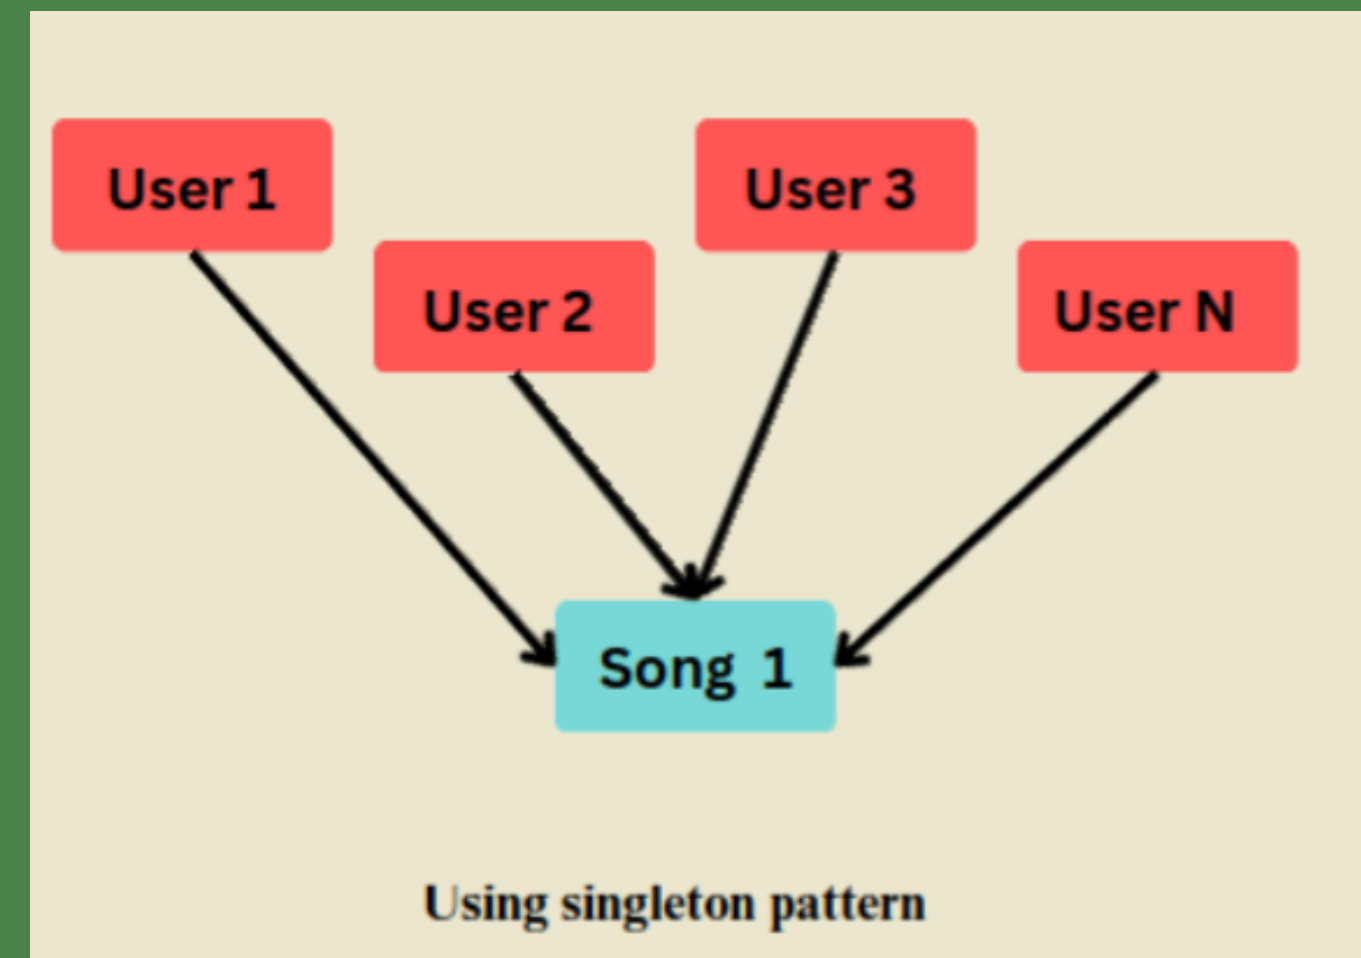 User 1
User 3
User 2
User N
Song 1
Using singleton pattern